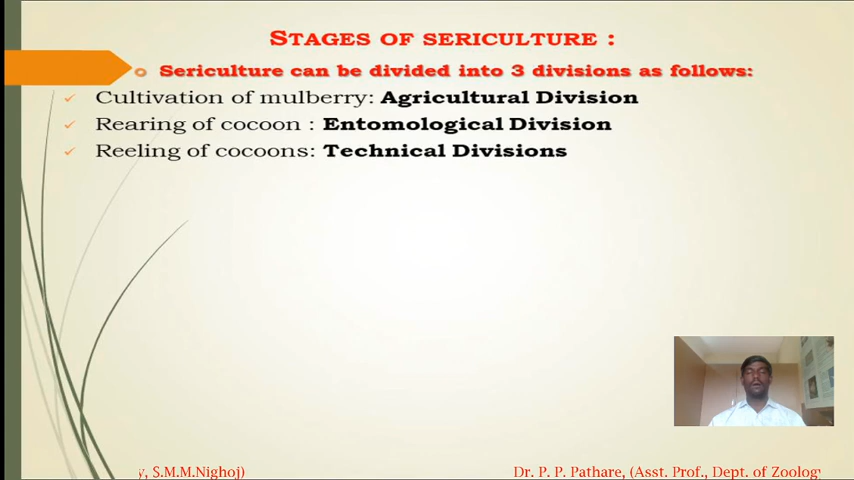 STAGES OF SERICULTURE :
Sericulture can be divided into 3 divisions as follows:
Cultivation of mulberry: Agricultural Division
Rearing of cocoon : Entomological Division
Reeling of cocoons: Technical Divisions
y, S.M.M.Nighoj) Dr. P. P. Pathare, (Asst. Prof., Dept. of Zoology